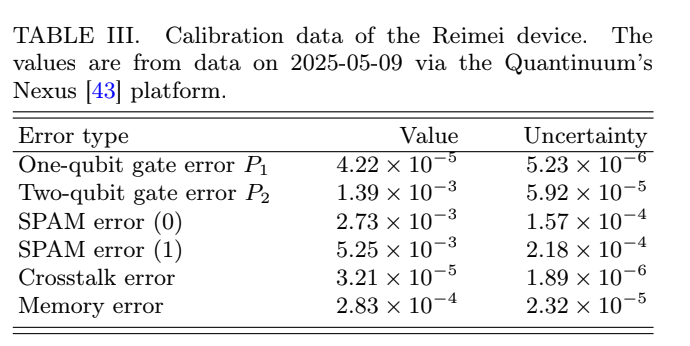 TABLE III. Calibration data of the Reimei device. The
values are from data on 2025-05-09 via the Quantinuum's
Nexus [43] platform.
Error type Value Uncertainty
One-qubit gate error P₁ 4.22 × 10⁻⁵ 5.23 × 10⁻⁶
Two-qubit gate error P₂ 1.39 × 10⁻³ 5.92 × 10⁻⁵
SPAM error (0) 2.73 × 10⁻³ 1.57 × 10⁻⁴
SPAM error (1) 5.25 × 10⁻³ 2.18 × 10⁻⁴
Crosstalk error 3.21 × 10⁻⁵ 1.89 × 10⁻⁶
Memory error 2.83 × 10⁻⁴ 2.32 × 10⁻⁵